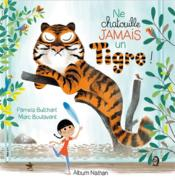 Ne
chatouille
JAMAIS
un
Tigre !
Pamela Butchart
Marc Boutavant
Album Nathan